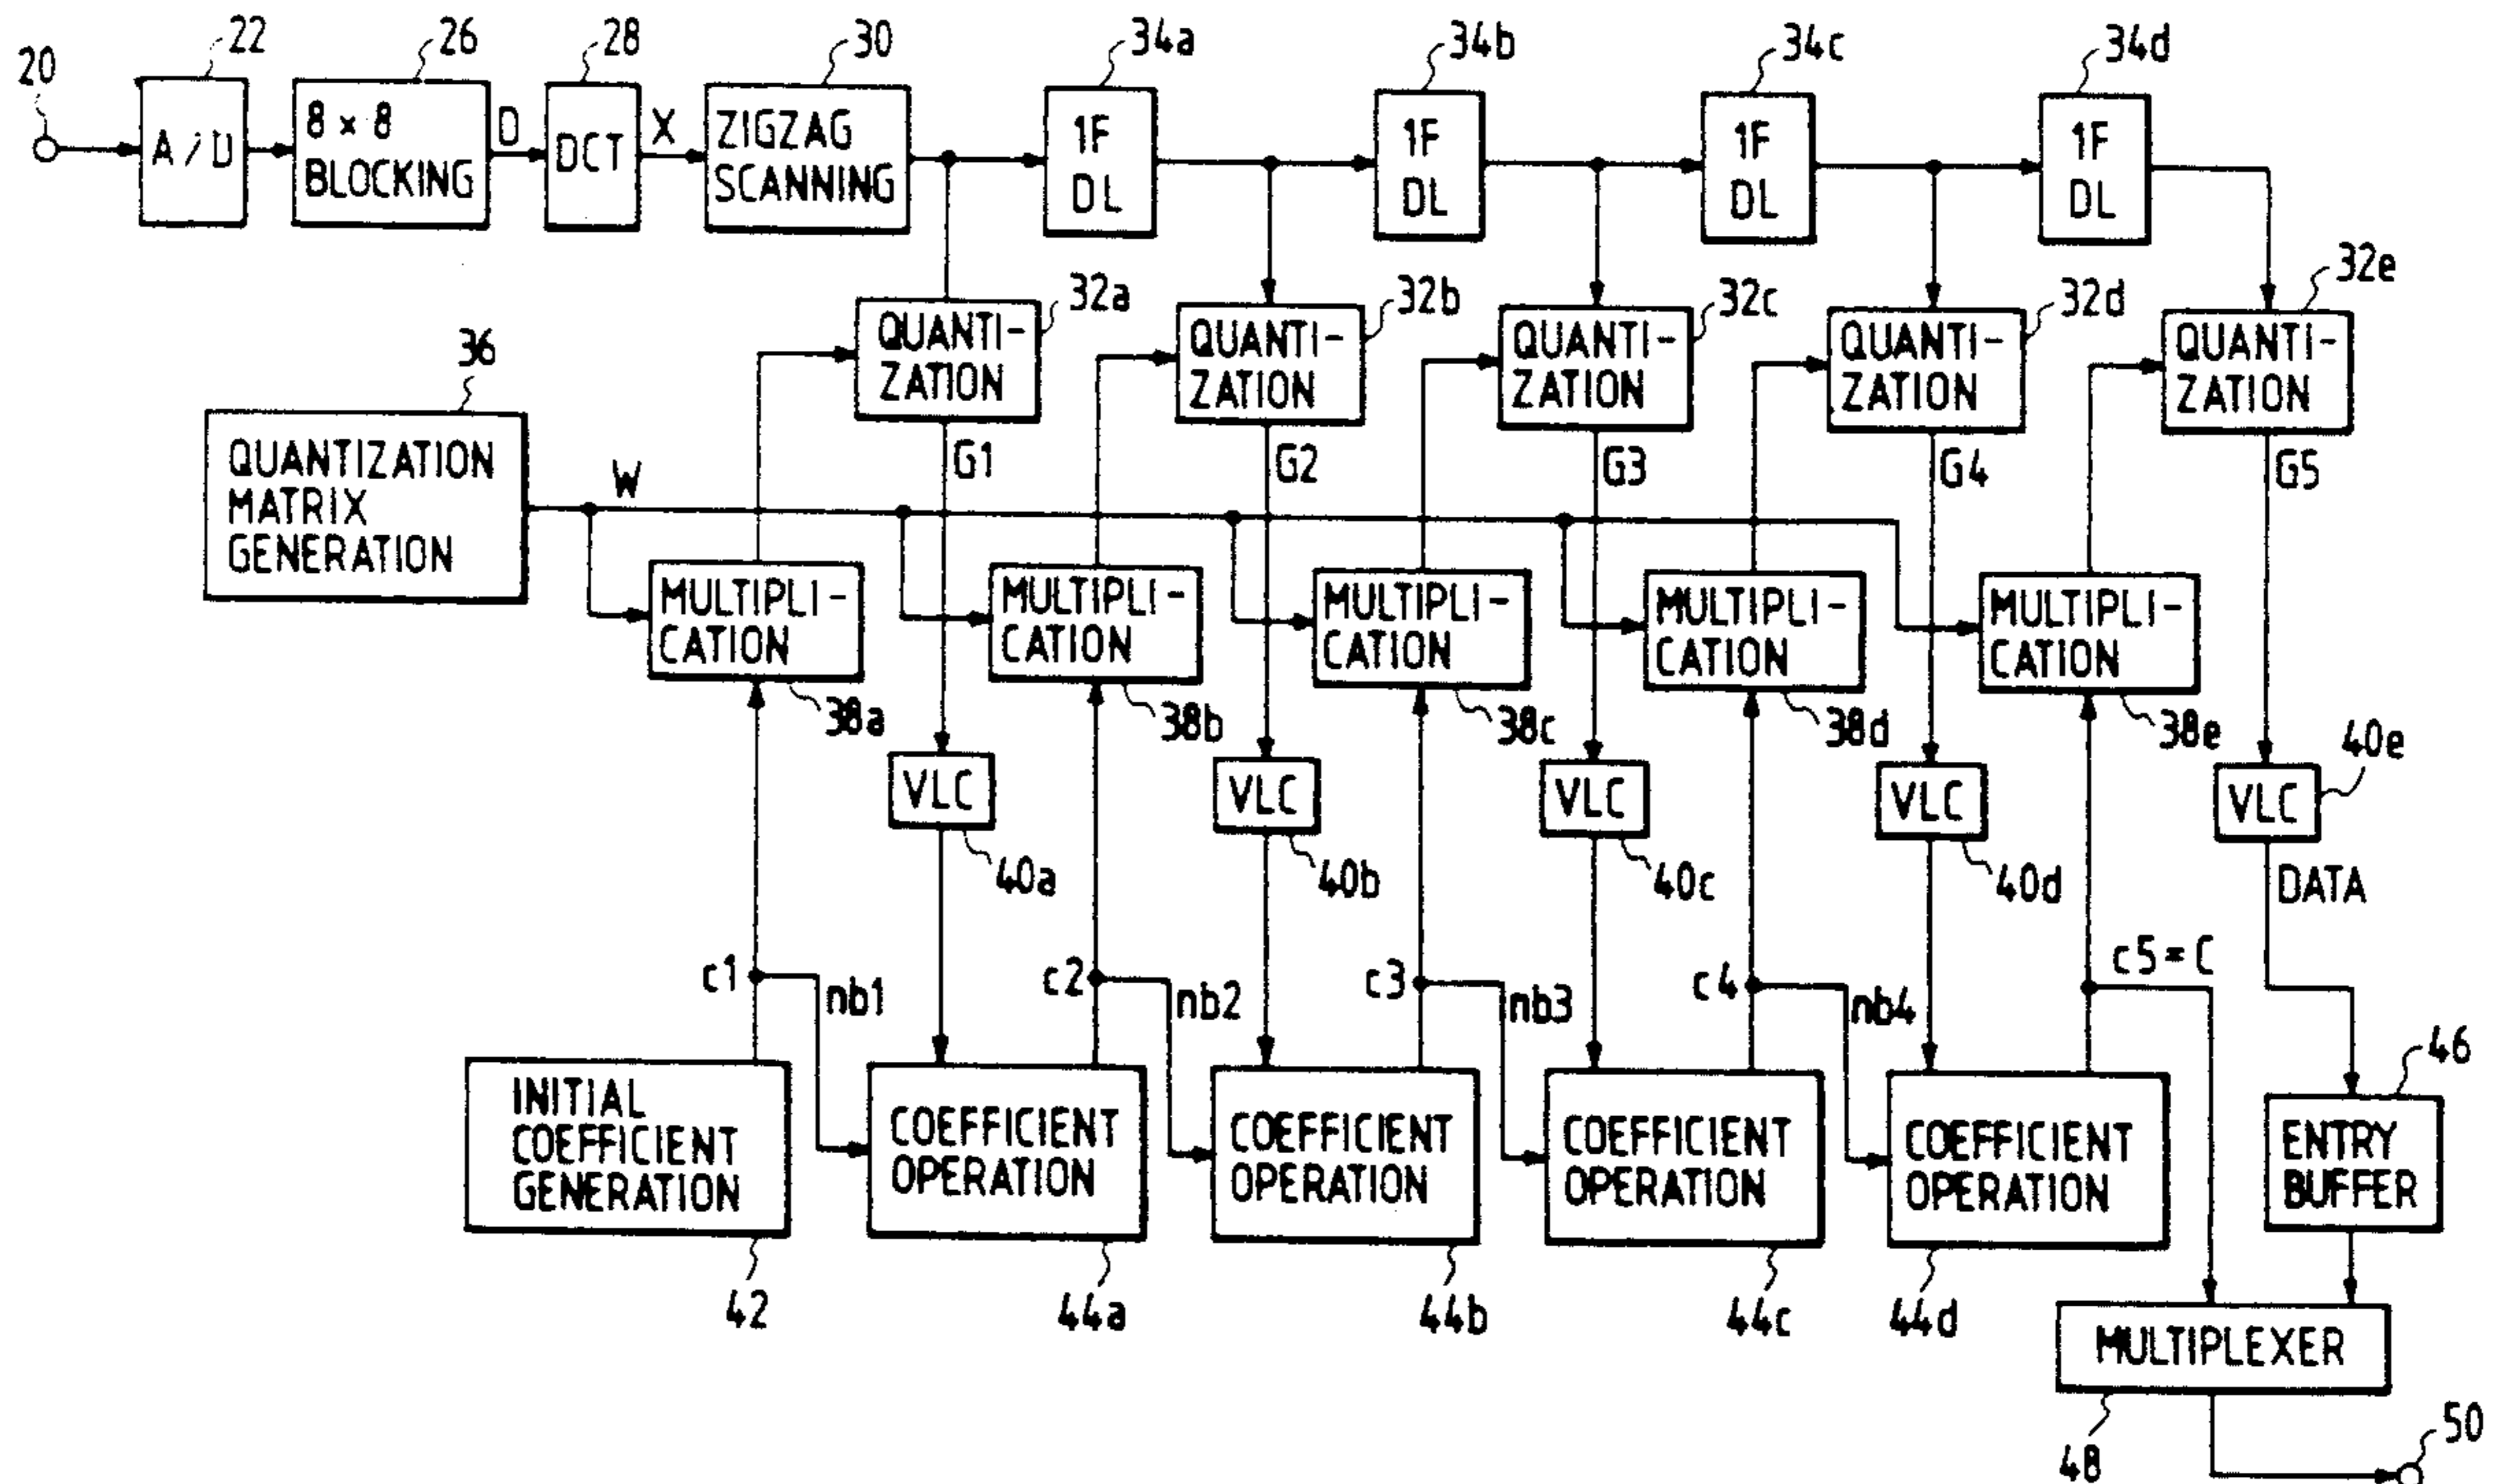 20
22
26
28
30
34a
34b
34c
34d
A/D
8×8
BLOCKING
D
DCT
X
ZIGZAG
SCANNING
1F
DL
1F
DL
1F
DL
1F
DL
32a
32b
32c
32d
32e
QUANTI-
ZATION
QUANTI-
ZATION
QUANTI-
ZATION
QUANTI-
ZATION
QUANTI-
ZATION
36
QUANTIZATION
MATRIX
GENERATION
W
G1
G2
G3
G4
G5
MULTIPLI-
CATION
MULTIPLI-
CATION
MULTIPLI-
CATION
MULTIPLI-
CATION
MULTIPLI-
CATION
38a
38b
38c
38d
38e
VLC
VLC
VLC
VLC
VLC
40a
40b
40c
40d
40e
DATA
c1
nb1
c2
nb2
c3
nb3
c4
nb4
c5=C
INITIAL
COEFFICIENT
GENERATION
COEFFICIENT
OPERATION
COEFFICIENT
OPERATION
COEFFICIENT
OPERATION
COEFFICIENT
OPERATION
46
ENTRY
BUFFER
42
44a
44b
44c
44d
MULTIPLEXER
48
50